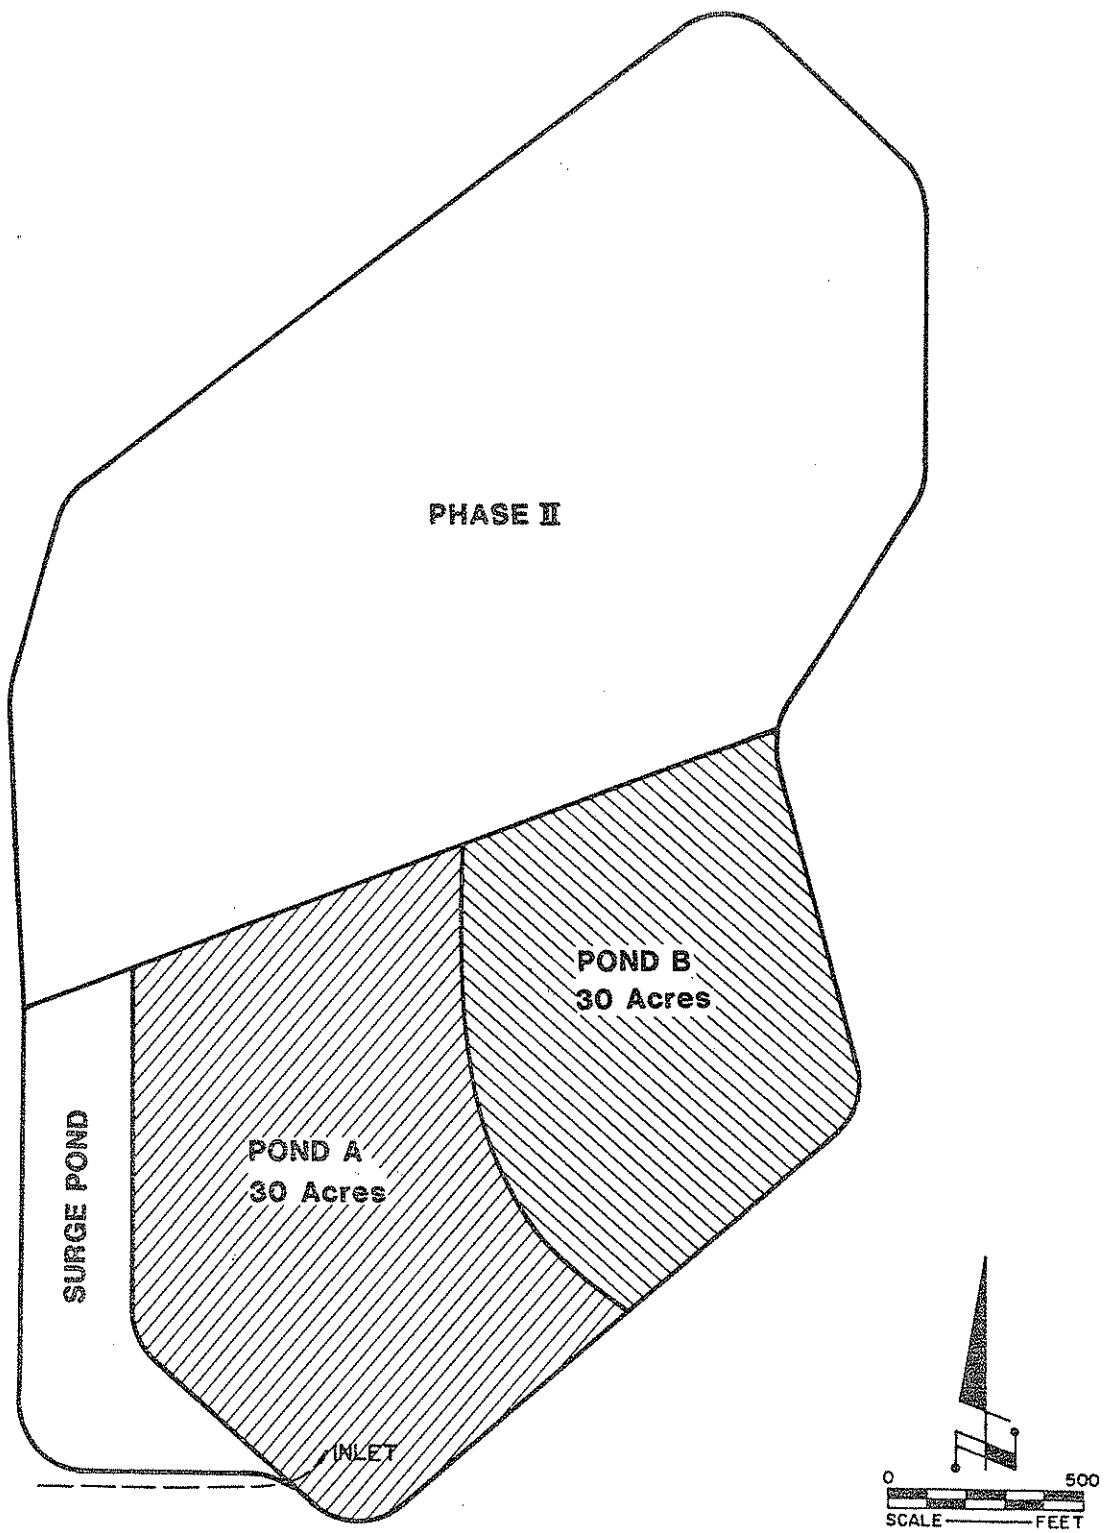 PHASE II
POND B
30 Acres
POND A
30 Acres
SURGE POND
INLET
0 500
SCALE FEET